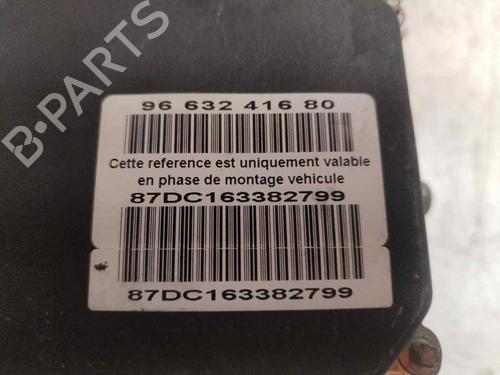 96 632 416 80
Cette reference est uniquement valable
en phase de montage vehicule
87DC163382799
87DC163382799
B-PARTS